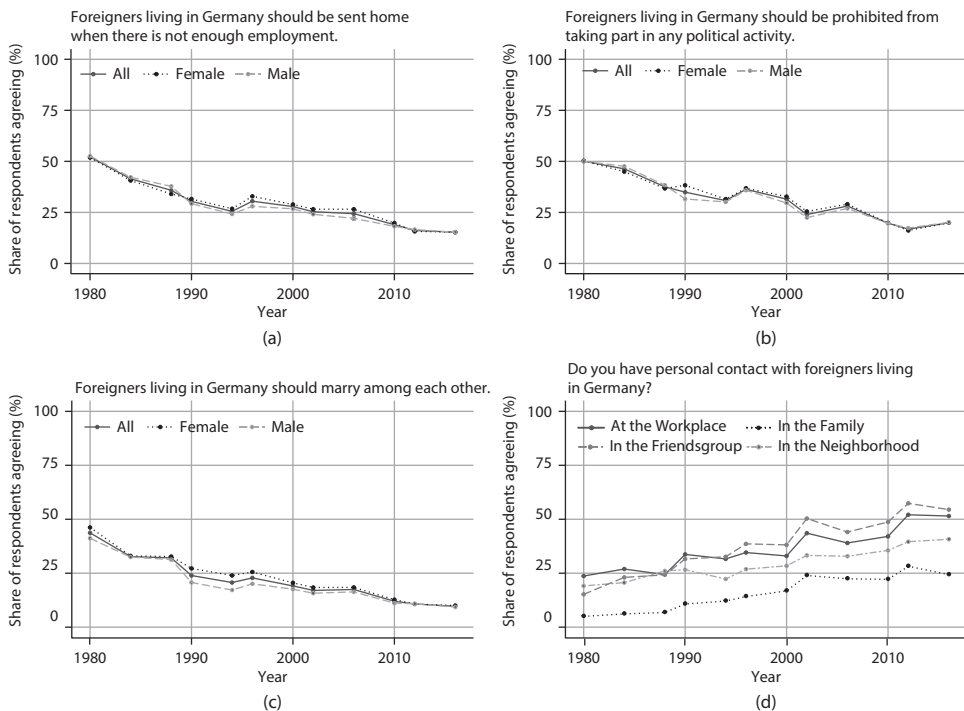 Foreigners living in Germany should be sent home
when there is not enough employment.
Share of respondents agreeing (%)
100
75
50
25
0
All Female Male
1980 1990 2000 2010
Year
(a)
Foreigners living in Germany should be prohibited from
taking part in any political activity.
Share of respondents agreeing (%)
100
75
50
25
0
All Female Male
1980 1990 2000 2010
Year
(b)
Foreigners living in Germany should marry among each other.
Share of respondents agreeing (%)
100
75
50
25
0
All Female Male
1980 1990 2000 2010
Year
(c)
Do you have personal contact with foreigners living
in Germany?
Share of respondents agreeing (%)
100
75
50
25
0
At the Workplace In the Family
In the Friendsgroup In the Neighborhood
1980 1990 2000 2010
Year
(d)